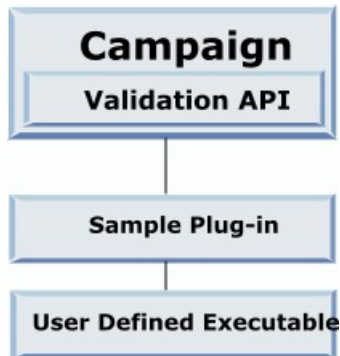 Campaign
Validation API
Sample Plug-in
User Defined Executable